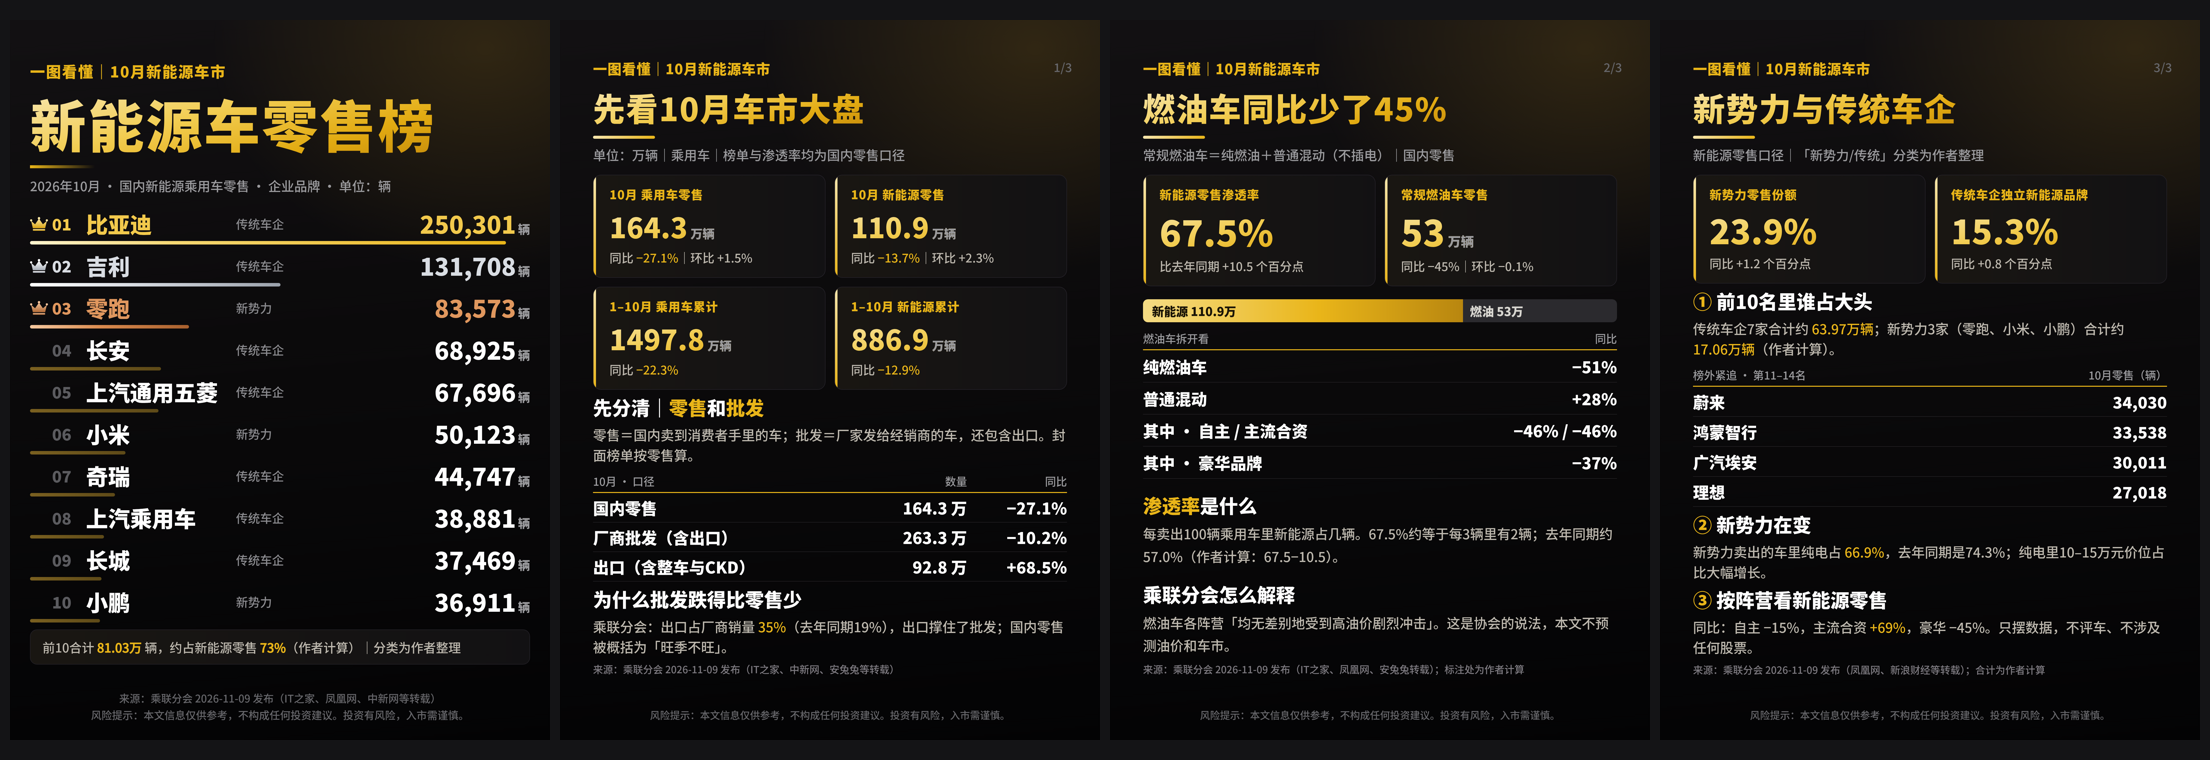 一图看懂｜10月新能源车市
新能源车零售榜
2026年10月 · 国内新能源乘用车零售 · 企业品牌 · 单位：辆
01 比亚迪 传统车企 250,301辆
02 吉利 传统车企 131,708辆
03 零跑 新势力 83,573辆
04 长安 传统车企 68,925辆
05 上汽通用五菱 传统车企 67,696辆
06 小米 新势力 50,123辆
07 奇瑞 传统车企 44,747辆
08 上汽乘用车 传统车企 38,881辆
09 长城 传统车企 37,469辆
10 小鹏 新势力 36,911辆
前10合计 81.03万 辆，约占新能源零售 73%（作者计算）｜分类为作者整理
来源：乘联分会 2026-11-09 发布（IT之家、凤凰网、中新网等转载）
风险提示：本文信息仅供参考，不构成任何投资建议。投资有风险，入市需谨慎。
一图看懂｜10月新能源车市 1/3
先看10月车市大盘
单位：万辆｜乘用车｜榜单与渗透率均为国内零售口径
10月 乘用车零售
164.3 万辆
同比 −27.1%｜环比 +1.5%
10月 新能源零售
110.9 万辆
同比 −13.7%｜环比 +2.3%
1–10月 乘用车累计
1497.8 万辆
同比 −22.3%
1–10月 新能源累计
886.9 万辆
同比 −12.9%
先分清｜零售和批发
零售＝国内卖到消费者手里的车；批发＝厂家发给经销商的车，还包含出口。封
面榜单按零售算。
10月 · 口径 数量 同比
国内零售 164.3 万 −27.1%
厂商批发（含出口） 263.3 万 −10.2%
出口（含整车与CKD） 92.8 万 +68.5%
为什么批发跌得比零售少
乘联分会：出口占厂商销量 35%（去年同期19%），出口撑住了批发；国内零售
被概括为「旺季不旺」。
来源：乘联分会 2026-11-09 发布（IT之家、中新网、安兔兔等转载）
风险提示：本文信息仅供参考，不构成任何投资建议。投资有风险，入市需谨慎。
一图看懂｜10月新能源车市 2/3
燃油车同比少了45%
常规燃油车＝纯燃油＋普通混动（不插电）｜国内零售
新能源零售渗透率
67.5%
比去年同期 +10.5 个百分点
常规燃油车零售
53 万辆
同比 −45%｜环比 −0.1%
新能源 110.9万 燃油 53万
燃油车拆开看 同比
纯燃油车 −51%
普通混动 +28%
其中 · 自主 / 主流合资 −46% / −46%
其中 · 豪华品牌 −37%
渗透率是什么
每卖出100辆乘用车里新能源占几辆。67.5%约等于每3辆里有2辆；去年同期约
57.0%（作者计算：67.5−10.5）。
乘联分会怎么解释
燃油车各阵营「均无差别地受到高油价剧烈冲击」。这是协会的说法，本文不预
测油价和车市。
来源：乘联分会 2026-11-09 发布（IT之家、凤凰网、安兔兔转载）；标注处为作者计算
风险提示：本文信息仅供参考，不构成任何投资建议。投资有风险，入市需谨慎。
一图看懂｜10月新能源车市 3/3
新势力与传统车企
新能源零售口径｜「新势力/传统」分类为作者整理
新势力零售份额
23.9%
同比 +1.2 个百分点
传统车企独立新能源品牌
15.3%
同比 +0.8 个百分点
① 前10名里谁占大头
传统车企7家合计约 63.97万辆；新势力3家（零跑、小米、小鹏）合计约
17.06万辆（作者计算）。
榜外紧追 · 第11–14名 10月零售（辆）
蔚来 34,030
鸿蒙智行 33,538
广汽埃安 30,011
理想 27,018
② 新势力在变
新势力卖出的车里纯电占 66.9%，去年同期是74.3%；纯电里10–15万元价位占
比大幅增长。
③ 按阵营看新能源零售
同比：自主 −15%，主流合资 +69%，豪华 −45%。只摆数据，不评车、不涉及
任何股票。
来源：乘联分会 2026-11-09 发布（凤凰网、新浪财经等转载）；合计为作者计算
风险提示：本文信息仅供参考，不构成任何投资建议。投资有风险，入市需谨慎。